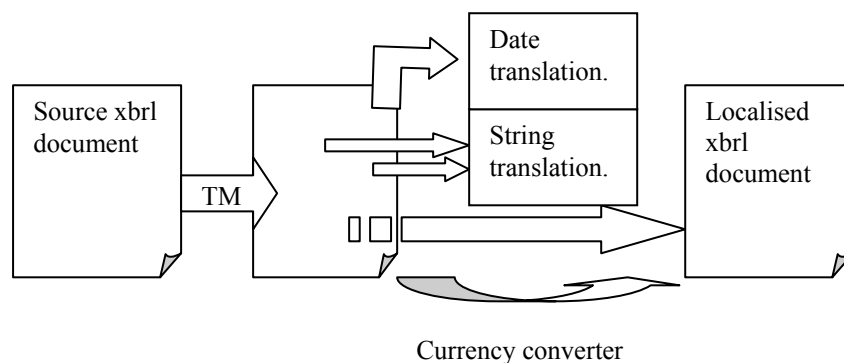 Source xbrl
document
TM
Date
translation.
String
translation.
Localised
xbrl
document
Currency converter